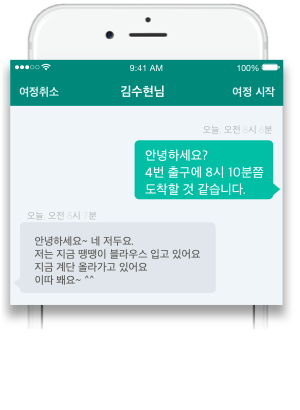 9:41 AM
100%
여정취소
김수현님
여정 시작
오늘, 오전 8시 6분
안녕하세요?
4번 출구에 8시 10분쯤
도착할 것 같습니다.
오늘, 오전 8시 7분
안녕하세요~ 네 저두요.
저는 지금 땡땡이 블라우스 입고 있어요
지금 계단 올라가고 있어요
이따 봬요~ ^^